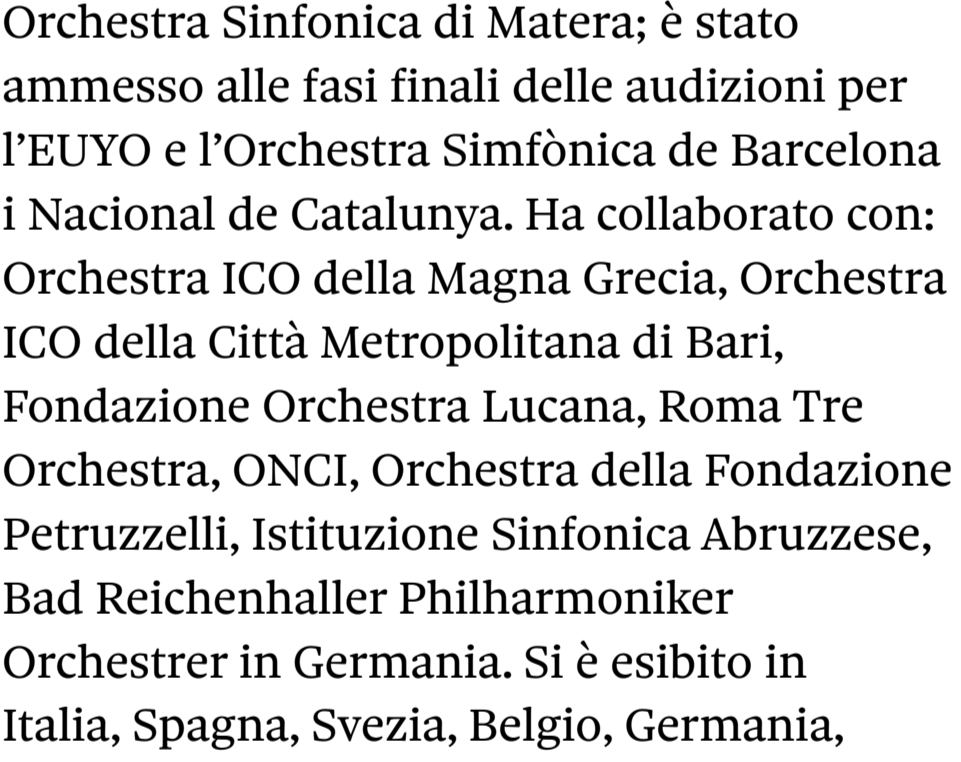 Orchestra Sinfonica di Matera; è stato
ammesso alle fasi finali delle audizioni per
l’EUYO e l’Orchestra Simfònica de Barcelona
i Nacional de Catalunya. Ha collaborato con:
Orchestra ICO della Magna Grecia, Orchestra
ICO della Città Metropolitana di Bari,
Fondazione Orchestra Lucana, Roma Tre
Orchestra, ONCI, Orchestra della Fondazione
Petruzzelli, Istituzione Sinfonica Abruzzese,
Bad Reichenhaller Philharmoniker
Orchestrer in Germania. Si è esibito in
Italia, Spagna, Svezia, Belgio, Germania,